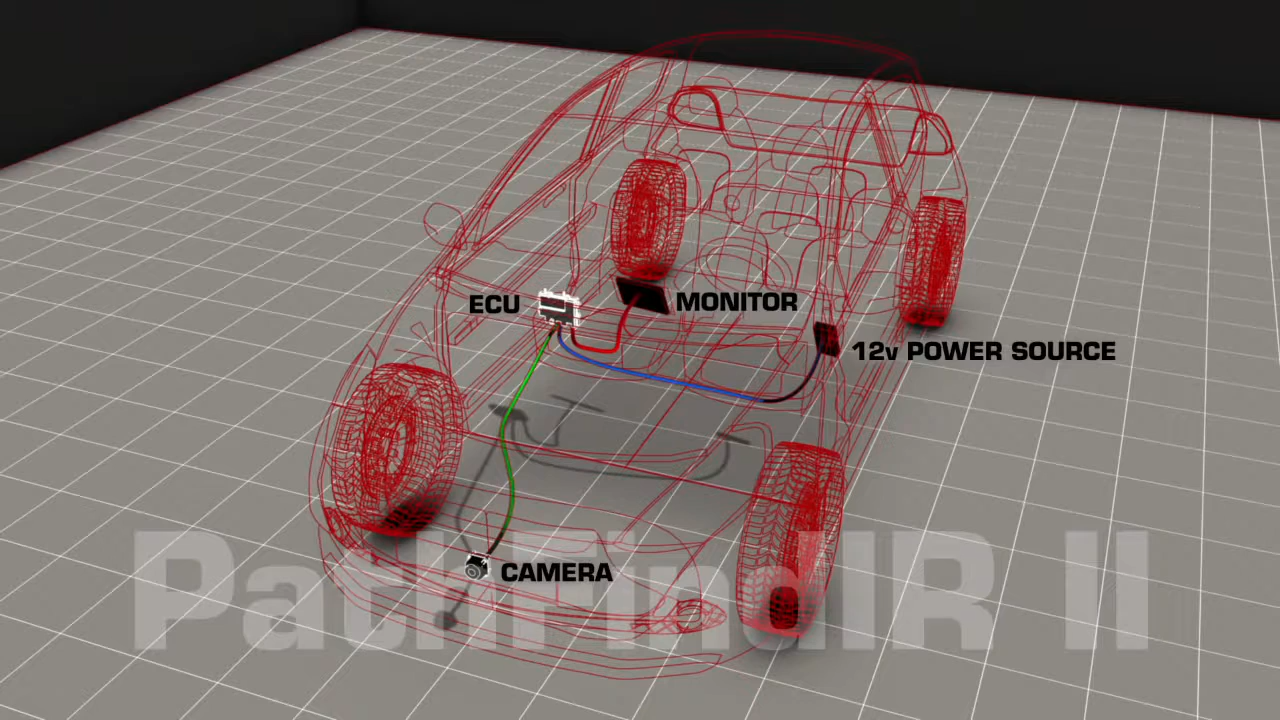 ECU
MONITOR
12v POWER SOURCE
CAMERA
PathFindIR II